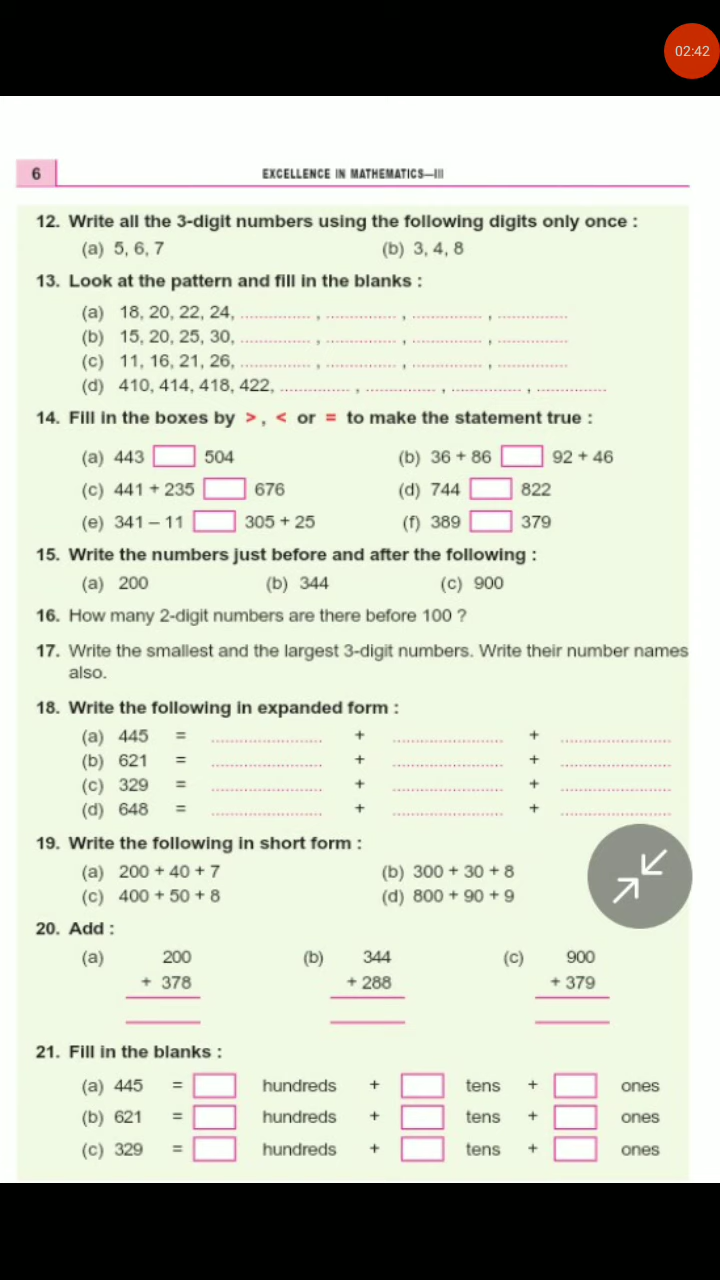 02:42
6
EXCELLENCE IN MATHEMATICS—III
12. Write all the 3-digit numbers using the following digits only once :
(a) 5, 6, 7 (b) 3, 4, 8
13. Look at the pattern and fill in the blanks :
(a) 18, 20, 22, 24, .................. , .................. , .................. , ..................
(b) 15, 20, 25, 30, .................. , .................. , .................. , ..................
(c) 11, 16, 21, 26, .................. , .................. , .................. , ..................
(d) 410, 414, 418, 422, .................. , .................. , .................. , ..................
14. Fill in the boxes by >, < or = to make the statement true :
(a) 443 504 (b) 36 + 86 92 + 46
(c) 441 + 235 676 (d) 744 822
(e) 341 – 11 305 + 25 (f) 389 379
15. Write the numbers just before and after the following :
(a) 200 (b) 344 (c) 900
16. How many 2-digit numbers are there before 100 ?
17. Write the smallest and the largest 3-digit numbers. Write their number names
also.
18. Write the following in expanded form :
(a) 445 = ............................ + ............................ + ............................
(b) 621 = ............................ + ............................ + ............................
(c) 329 = ............................ + ............................ + ............................
(d) 648 = ............................ + ............................ + ............................
19. Write the following in short form :
(a) 200 + 40 + 7 (b) 300 + 30 + 8
(c) 400 + 50 + 8 (d) 800 + 90 + 9
20. Add :
(a) 200 (b) 344 (c) 900
+ 378 + 288 + 379
21. Fill in the blanks :
(a) 445 = hundreds + tens + ones
(b) 621 = hundreds + tens + ones
(c) 329 = hundreds + tens + ones